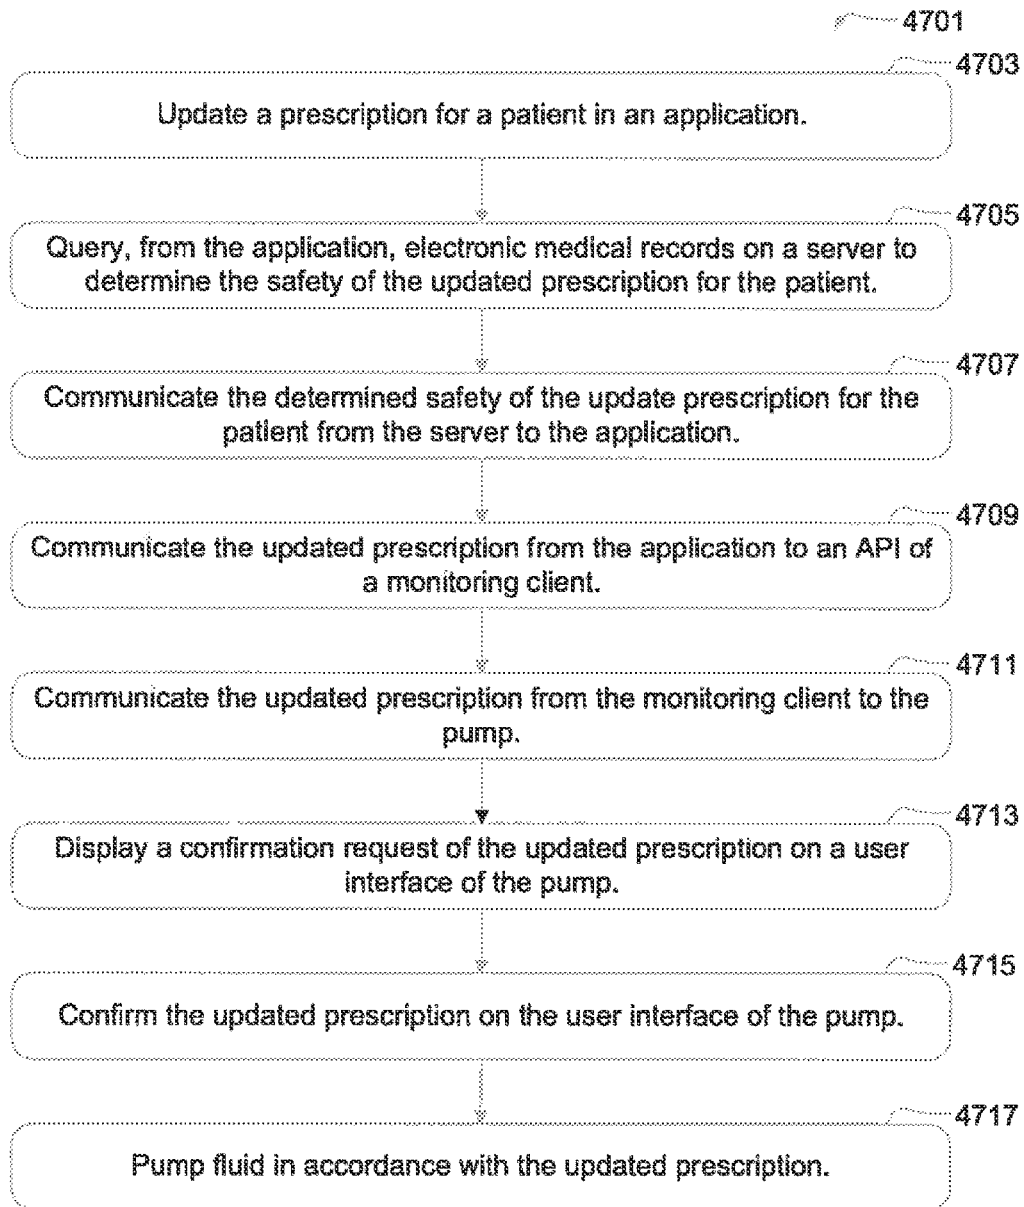 4701
4703
Update a prescription for a patient in an application.
4705
Query, from the application, electronic medical records on a server to
determine the safety of the updated prescription for the patient.
4707
Communicate the determined safety of the update prescription for the
patient from the server to the application.
4709
Communicate the updated prescription from the application to an API of
a monitoring client.
4711
Communicate the updated prescription from the monitoring client to the
pump.
4713
Display a confirmation request of the updated prescription on a user
interface of the pump.
4715
Confirm the updated prescription on the user interface of the pump.
4717
Pump fluid in accordance with the updated prescription.